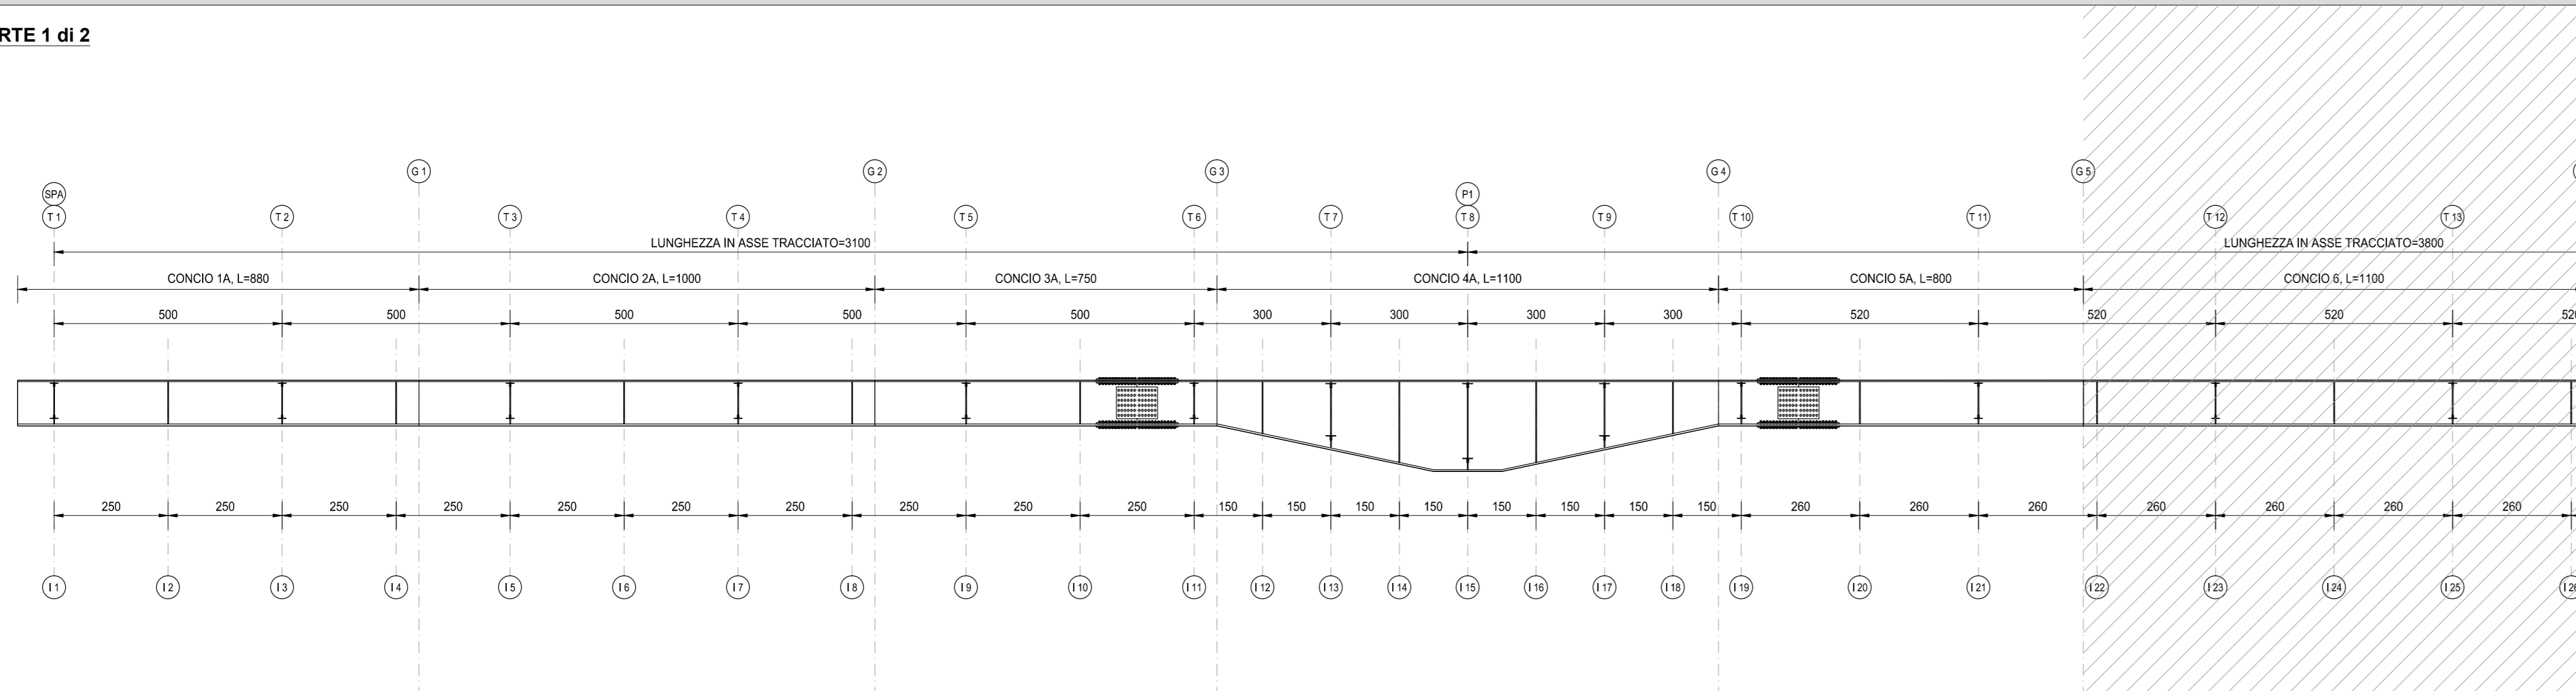 RTE 1 di 2
G 1 G 2 G 3 G 4 G 5
SPA P1
T 1 T 2 T 3 T 4 T 5 T 6 T 7 T 8 T 9 T 10 T 11 T 12 T 13
LUNGHEZZA IN ASSE TRACCIATO=3100 LUNGHEZZA IN ASSE TRACCIATO=3800
CONCIO 1A, L=880 CONCIO 2A, L=1000 CONCIO 3A, L=750 CONCIO 4A, L=1100 CONCIO 5A, L=800 CONCIO 6, L=1100
500 500 500 500 500 300 300 300 300 520 520 520 520
250 250 250 250 250 250 250 250 250 250 150 150 150 150 150 150 150 150 260 260 260 260 260 260 260
I 1 I 2 I 3 I 4 I 5 I 6 I 7 I 8 I 9 I 10 I 11 I 12 I 13 I 14 I 15 I 16 I 17 I 18 I 19 I 20 I 21 I 22 I 23 I 24 I 25 I 26